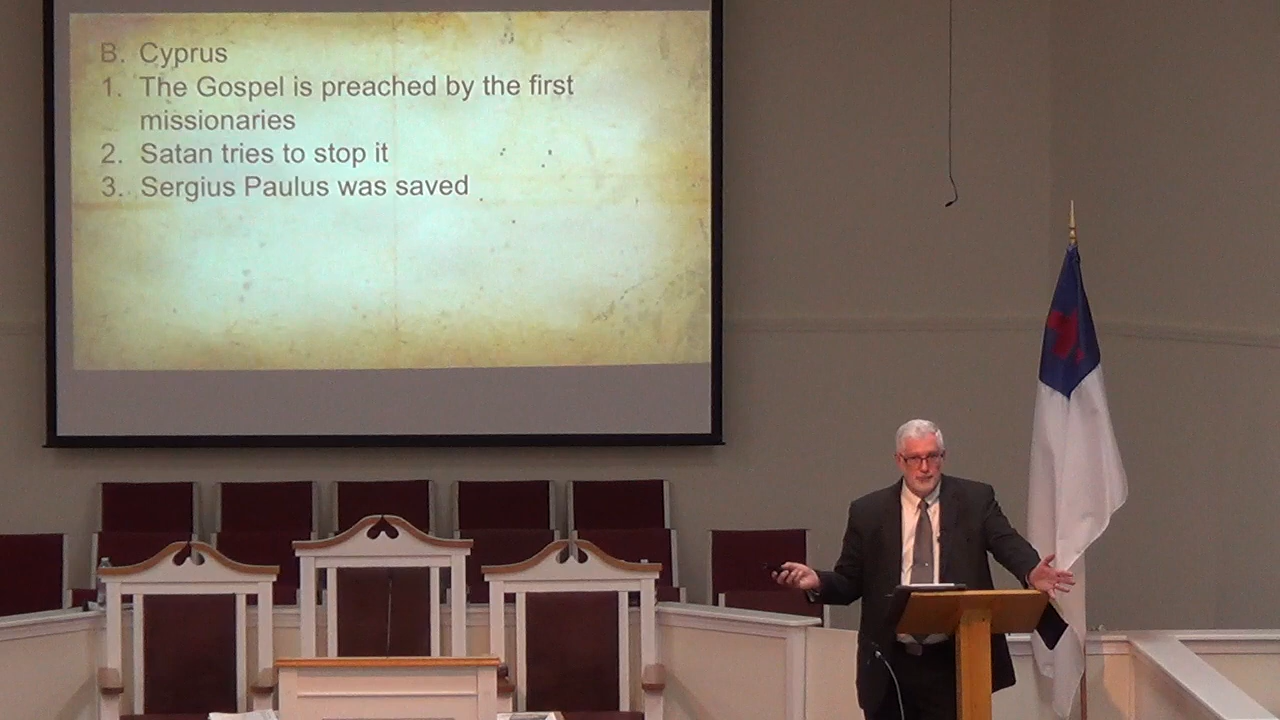 B. Cyprus
1. The Gospel is preached by the first
missionaries
2. Satan tries to stop it
3. Sergius Paulus was saved